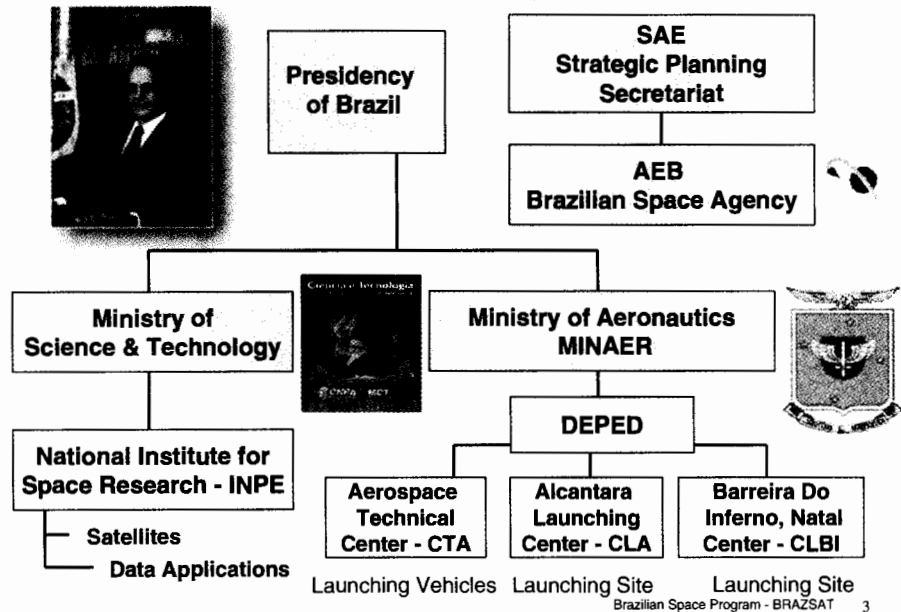 Presidency
of Brazil
SAE
Strategic Planning
Secretariat
AEB
Brazilian Space Agency
Ministry of
Science & Technology
Ciência e Tecnologia
Ministry of Aeronautics
MINAER
National Institute for
Space Research - INPE
Satellites
Data Applications
DEPED
Aerospace
Technical
Center - CTA
Launching Vehicles
Alcantara
Launching
Center - CLA
Launching Site
Barreira Do
Inferno, Natal
Center - CLBI
Launching Site
Brazilian Space Program - BRAZSAT 3